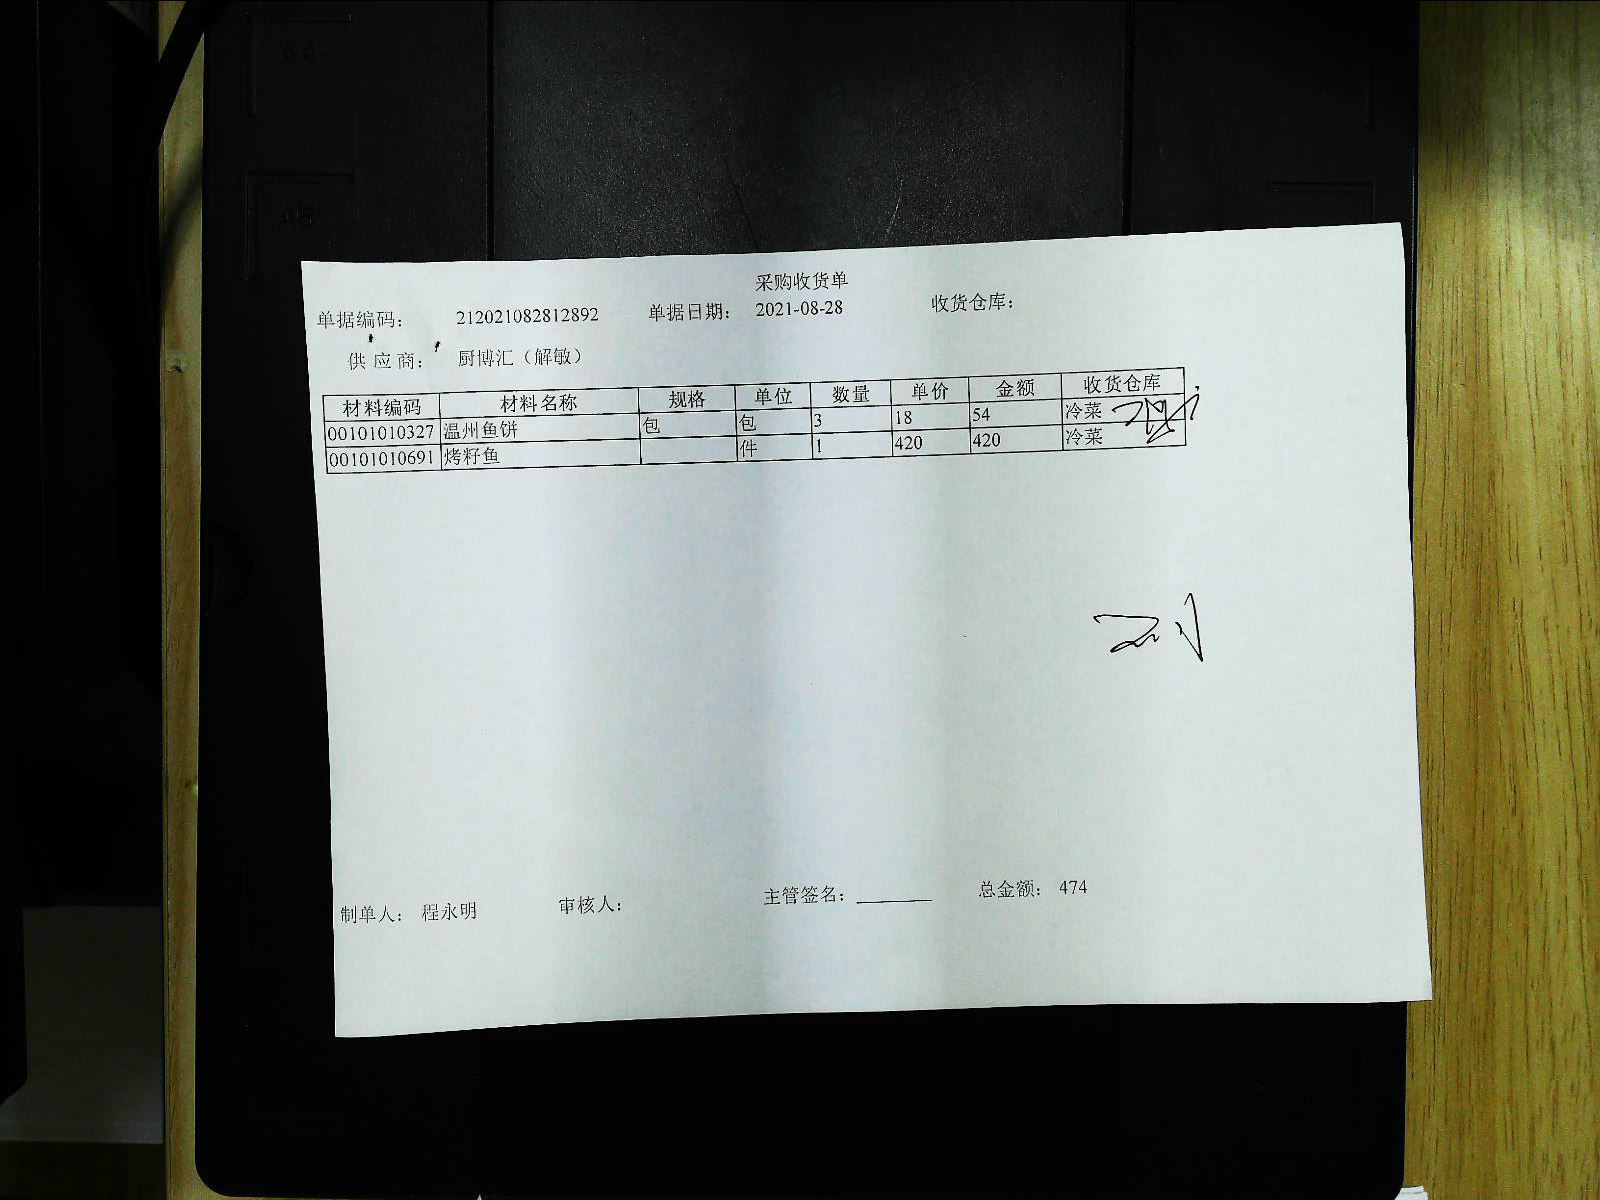 采购收货单
单据编码： 212021082812892 单据日期： 2021-08-28 收货仓库：
供应商： 厨博汇（解敏）
材料编码 材料名称 规格 单位 数量 单价 金额 收货仓库
00101010327 温州鱼饼 包 包 3 18 54 冷菜
00101010691 烤籽鱼 件 1 420 420 冷菜
制单人： 程永明 审核人： 主管签名： 总金额： 474